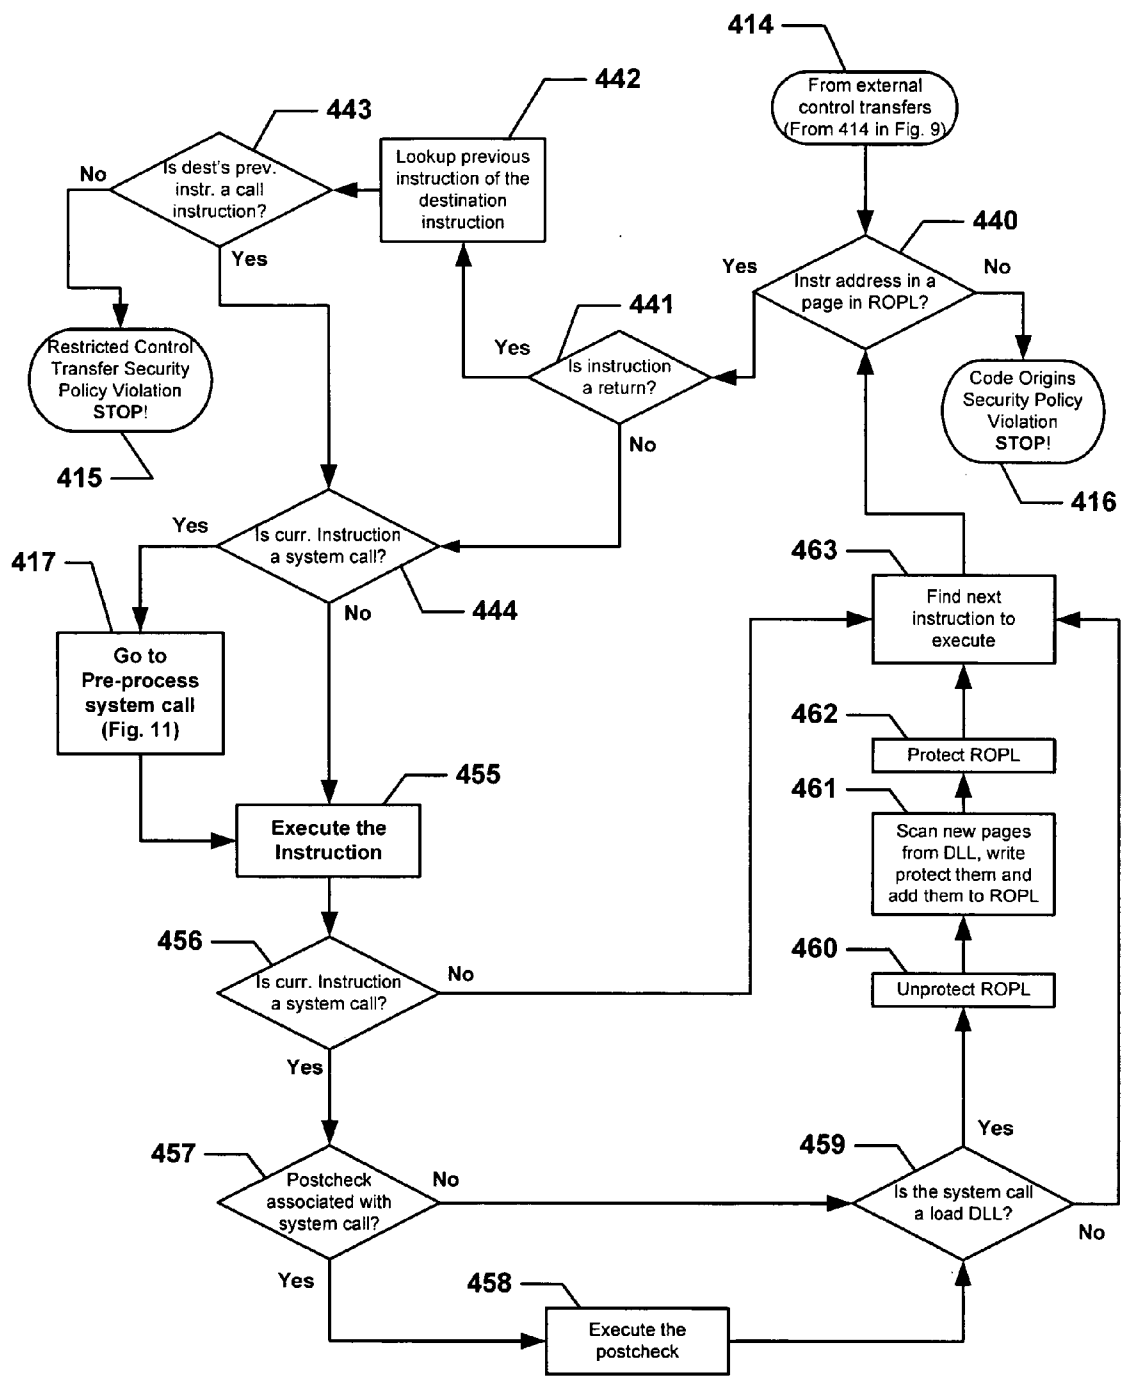 414
From external
control transfers
(From 414 in Fig. 9)
442
443
Lookup previous
instruction of the
destination
instruction
Is dest's prev.
instr. a call
instruction?
No
Yes
440
Instr address in a
page in ROPL?
Yes
No
441
Is instruction
a return?
Yes
No
Restricted Control
Transfer Security
Policy Violation
STOP!
415
Code Origins
Security Policy
Violation
STOP!
416
Is curr. Instruction
a system call?
Yes
No
444
417
Go to
Pre-process
system call
(Fig. 11)
463
Find next
instruction to
execute
462
Protect ROPL
461
Scan new pages
from DLL, write
protect them and
add them to ROPL
460
Unprotect ROPL
455
Execute the
Instruction
456
Is curr. Instruction
a system call?
No
Yes
457
Postcheck
associated with
system call?
No
Yes
459
Is the system call
a load DLL?
Yes
No
458
Execute the
postcheck